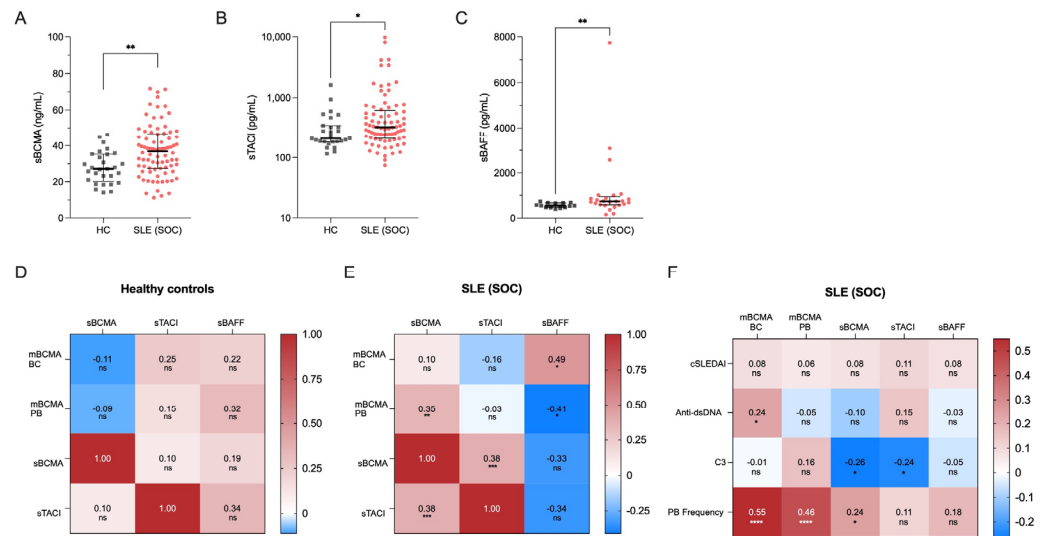 A
B
C
**
*
**
sBCMA (ng/mL)
100
80
60
40
20
0
HC
SLE (SOC)
sTACI (pg/mL)
10,000
1,000
100
10
HC
SLE (SOC)
sBAFF (pg/mL)
8000
6000
4000
2000
0
HC
SLE (SOC)
D
Healthy controls
sBCMA sTACI sBAFF
mBCMA
BC
-0.11 0.25 0.22
ns ns ns
mBCMA
PB
-0.09 0.15 0.32
ns ns ns
sBCMA
1.00 0.10 0.19
ns ns
sTACI
0.10 1.00 0.34
ns ns
1.00
0.75
0.50
0.25
0
E
SLE (SOC)
sBCMA sTACI sBAFF
mBCMA
BC
0.10 -0.16 0.49
ns ns *
mBCMA
PB
0.35 -0.03 -0.41
** ns *
sBCMA
1.00 0.38 -0.33
*** ns
sTACI
0.38 1.00 -0.34
*** ns
1.00
0.75
0.50
0.25
0
-0.25
F
SLE (SOC)
mBCMA mBCMA sBCMA sTACI sBAFF
BC PB
cSLEDAI
0.08 0.06 0.08 0.11 0.08
ns ns ns ns ns
Anti-dsDNA
0.24 -0.05 -0.10 0.15 -0.03
* ns ns ns ns
C3
-0.01 0.16 -0.26 -0.24 -0.05
ns ns * * ns
PB Frequency
0.55 0.46 0.24 0.11 0.18
**** **** * ns ns
0.5
0.4
0.3
0.2
0.1
0
-0.1
-0.2